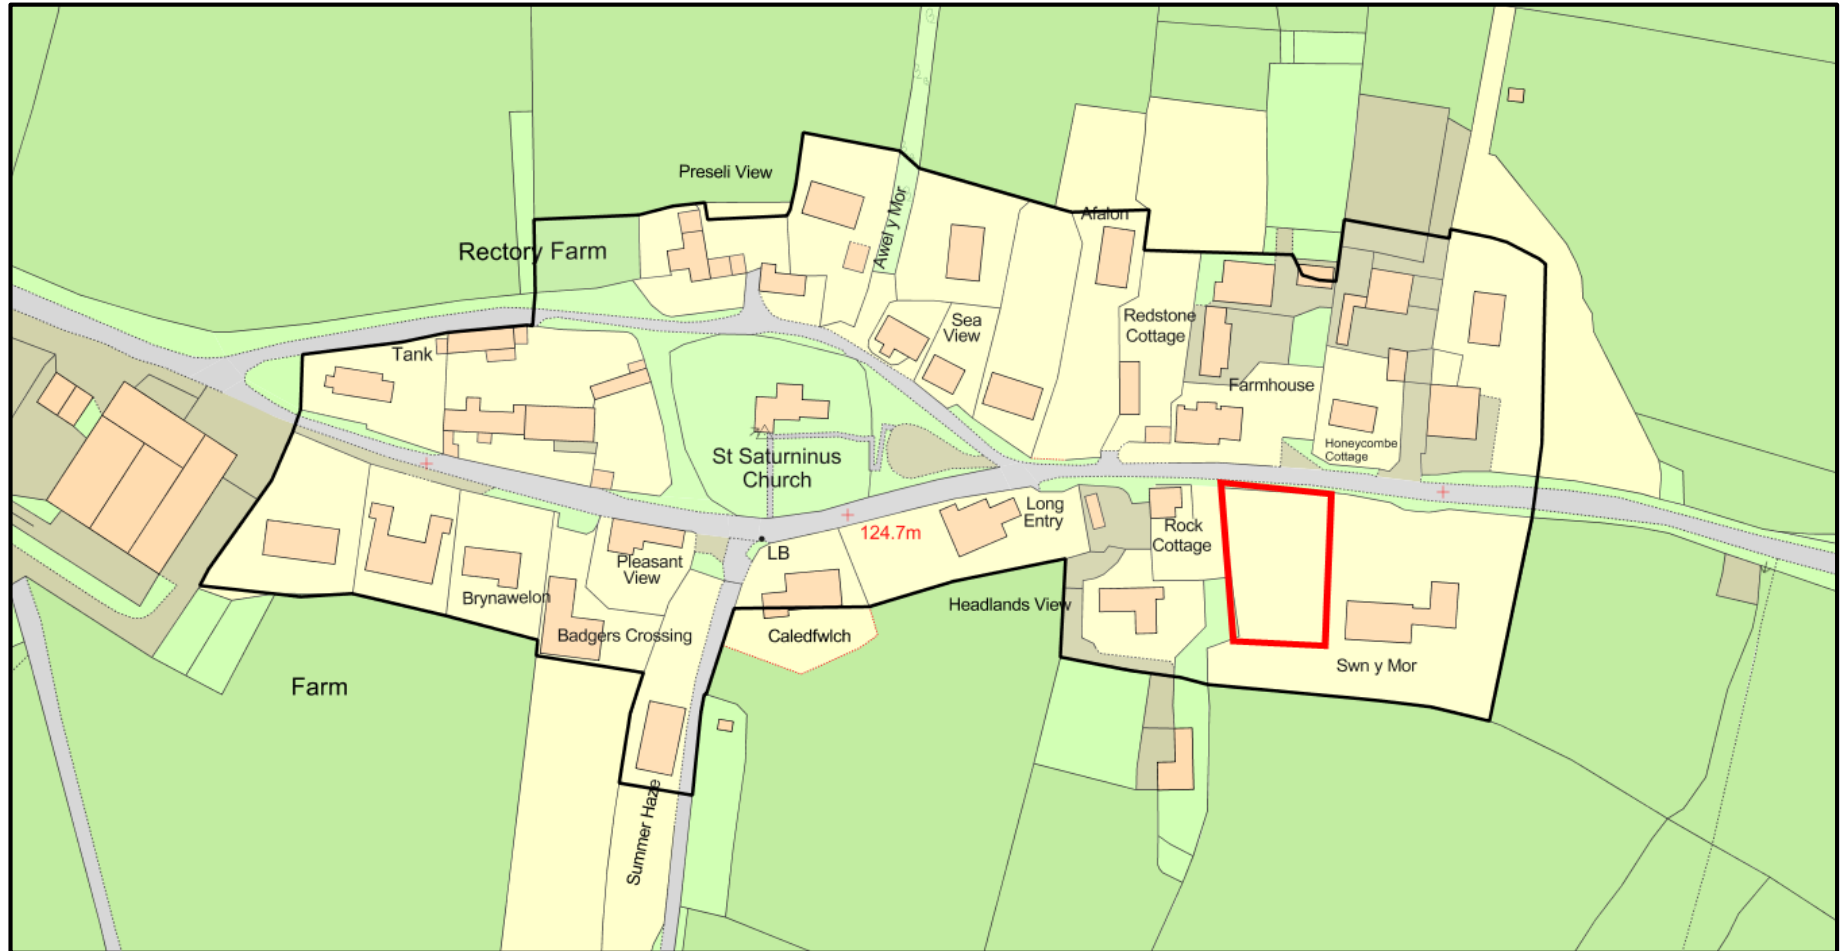 Preseli View
Awel y Mor
Afalon
Rectory Farm
Sea
View
Redstone
Cottage
Tank
Farmhouse
Honeycombe
Cottage
St Saturninus
Church
Long
Entry
Rock
Cottage
124.7m
LB
Pleasant
View
Brynawelon
Headlands View
Badgers Crossing
Caledfwlch
Swn y Mor
Farm
Summer Haze